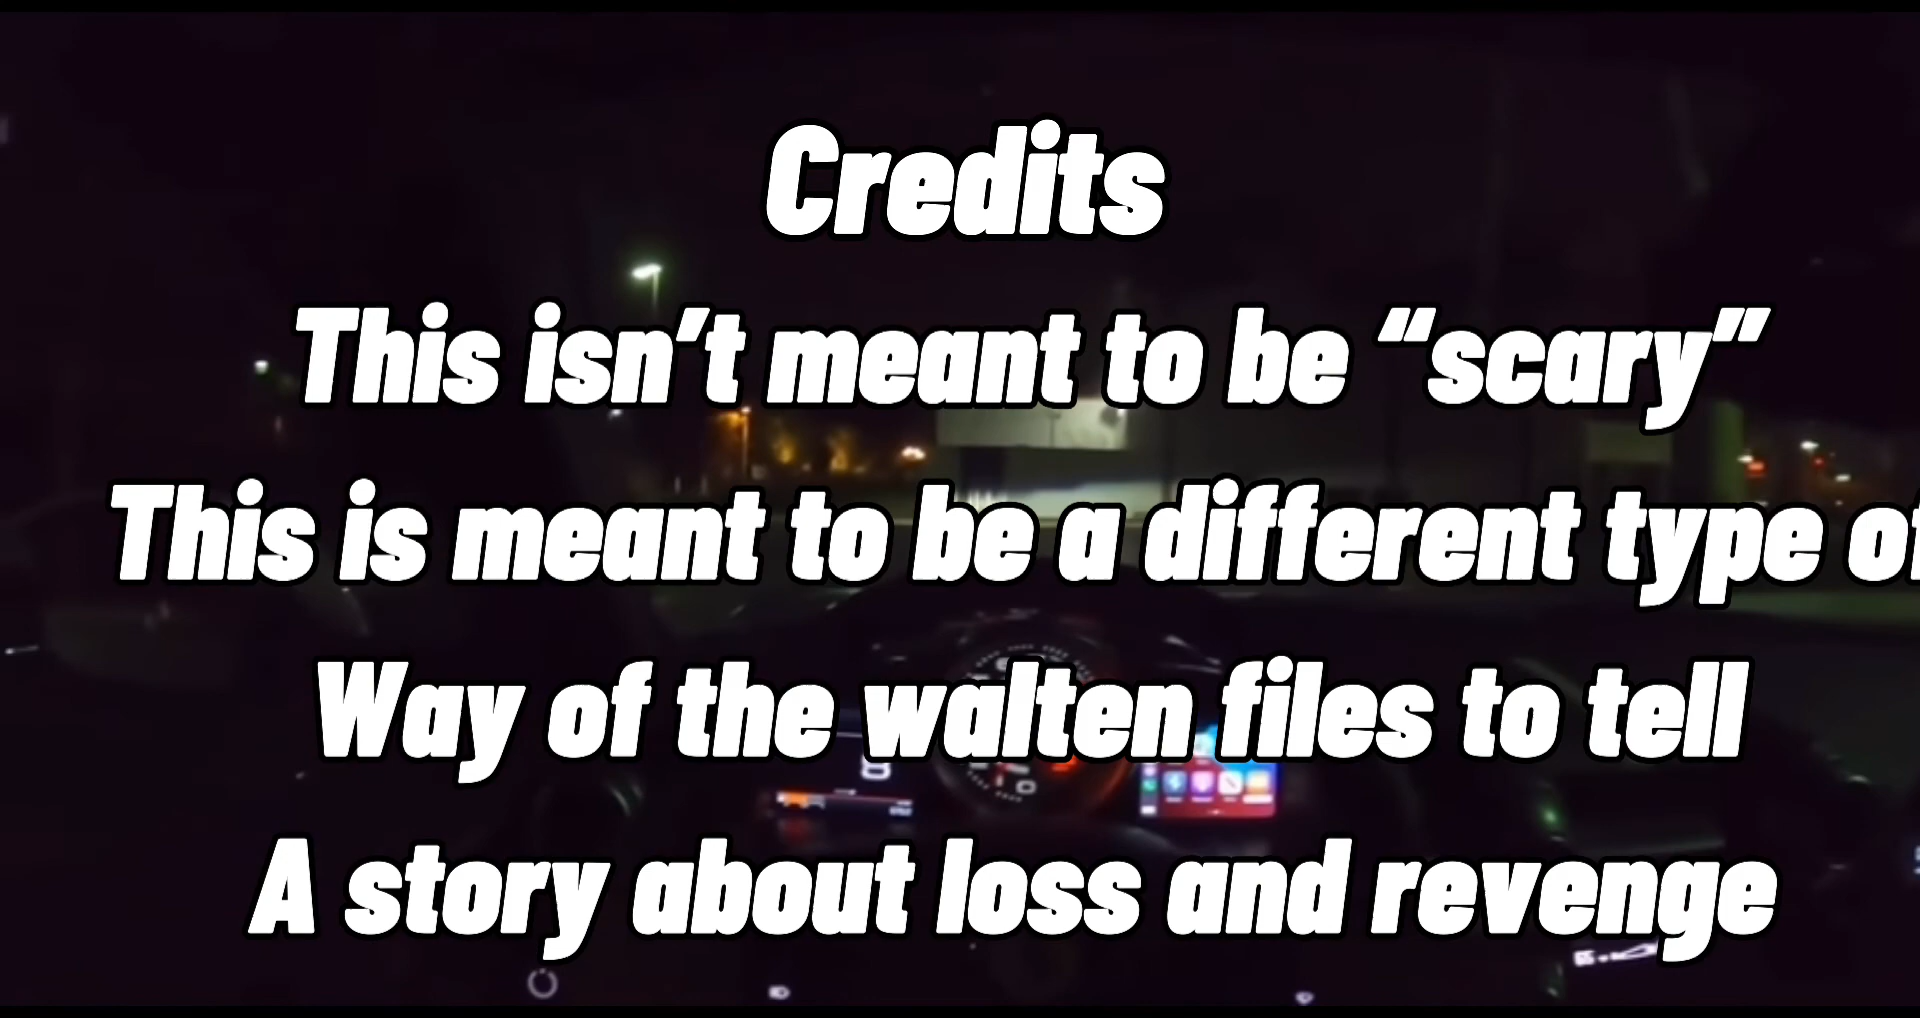 Credits
This isn’t meant to be “scary”
This is meant to be a different type of
Way of the walten files to tell
A story about loss and revenge